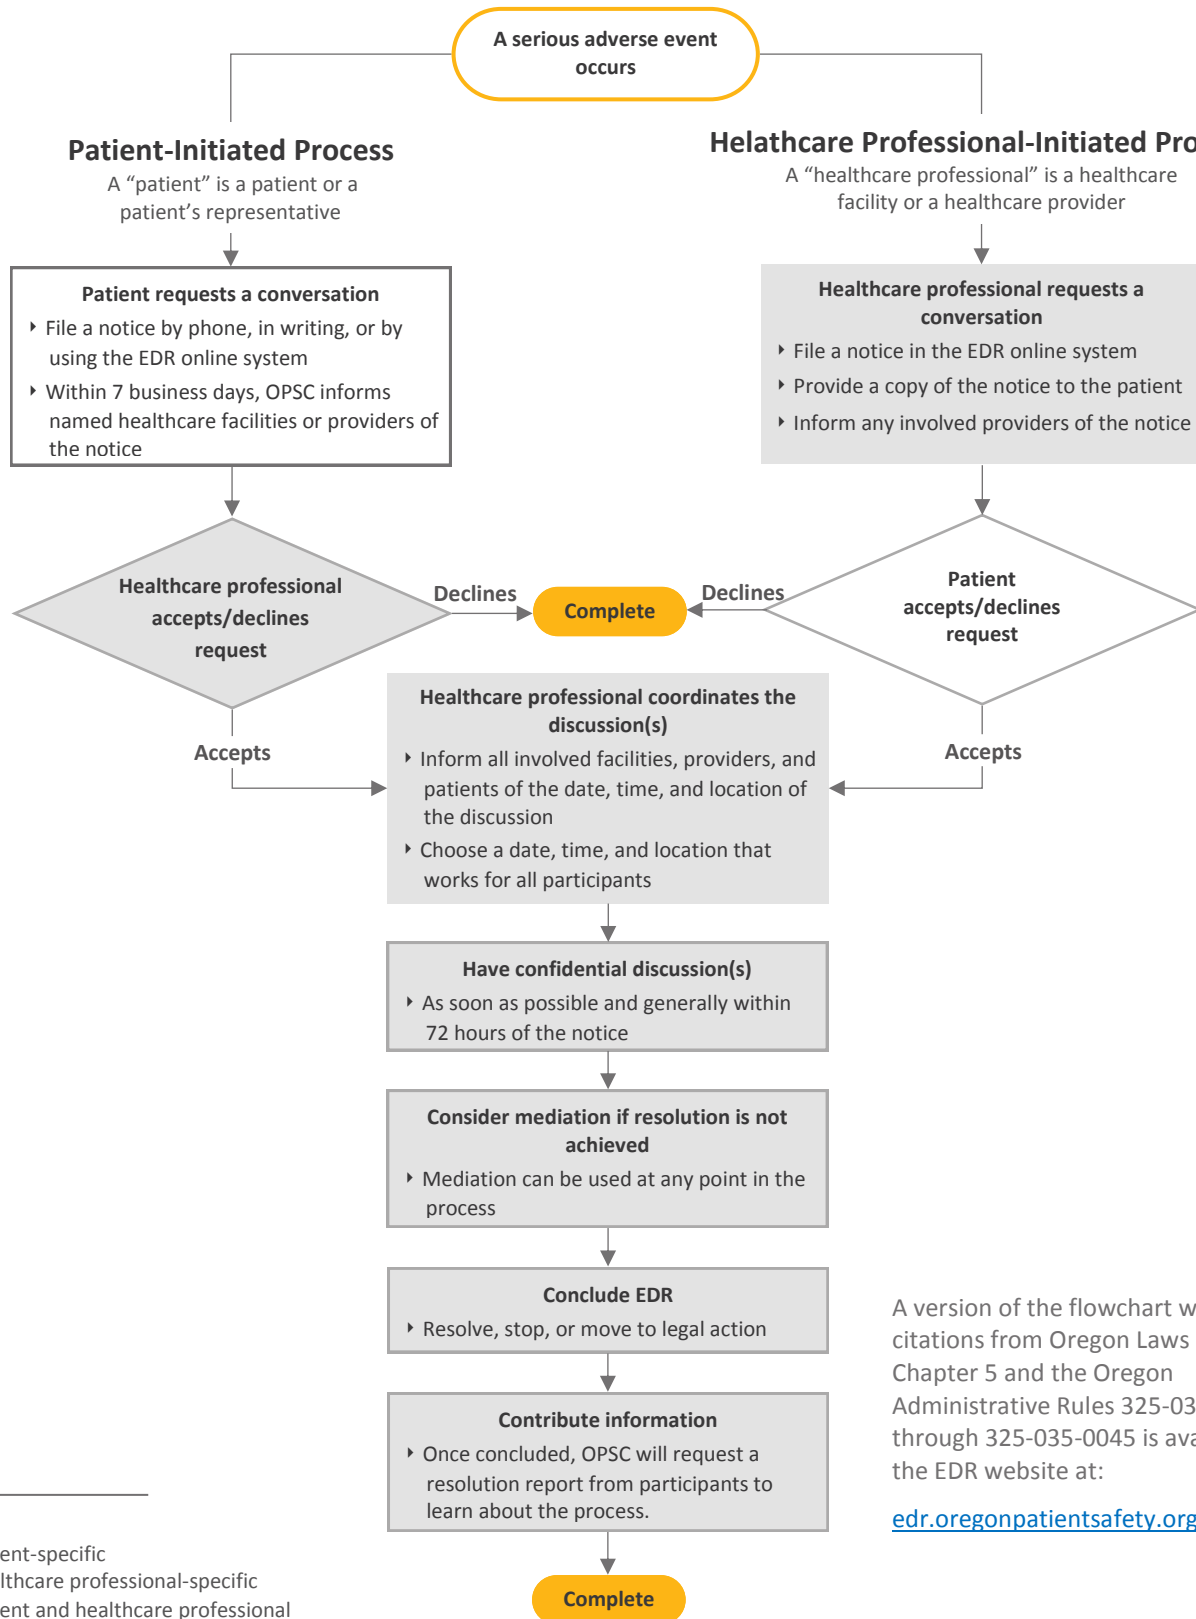 A serious adverse event
occurs
Patient-Initiated Process
A “patient” is a patient or a
patient’s representative
Helathcare Professional-Initiated Pro
A “healthcare professional” is a healthcare
facility or a healthcare provider
Patient requests a conversation
‣ File a notice by phone, in writing, or by
using the EDR online system
‣ Within 7 business days, OPSC informs
named healthcare facilities or providers of
the notice
Healthcare professional requests a
conversation
‣ File a notice in the EDR online system
‣ Provide a copy of the notice to the patient
‣ Inform any involved providers of the notice
Healthcare professional
accepts/declines
request
Declines
Complete
Declines
Patient
accepts/declines
request
Accepts
Accepts
Healthcare professional coordinates the
discussion(s)
‣ Inform all involved facilities, providers, and
patients of the date, time, and location of
the discussion
‣ Choose a date, time, and location that
works for all participants
Have confidential discussion(s)
‣ As soon as possible and generally within
72 hours of the notice
Consider mediation if resolution is not
achieved
‣ Mediation can be used at any point in the
process
Conclude EDR
‣ Resolve, stop, or move to legal action
Contribute information
‣ Once concluded, OPSC will request a
resolution report from participants to
learn about the process.
Complete
A version of the flowchart w
citations from Oregon Laws
Chapter 5 and the Oregon
Administrative Rules 325-03
through 325-035-0045 is ava
the EDR website at:
edr.oregonpatientsafety.org
ent-specific
lthcare professional-specific
ent and healthcare professional